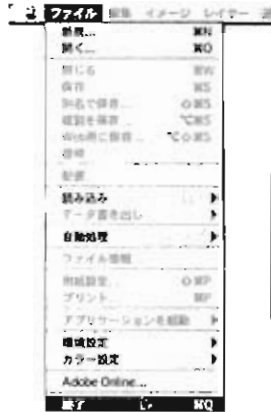 ファイル 編集 イメージ レイヤー
新規... ⌘N
開く... ⌘O
閉じる ⌘W
保存 ⌘S
別名で保存... ⇧⌘S
複製を保存... ⌥⌘S
Web用に保存... ⌥⇧⌘S
復帰
配置...
読み込み ▶
データ書き出し ▶
自動処理 ▶
ファイル情報...
用紙設定... ⇧⌘P
プリント... ⌘P
アプリケーションを起動 ▶
環境設定 ▶
カラー設定 ▶
Adobe Online...
終了 ⌘Q